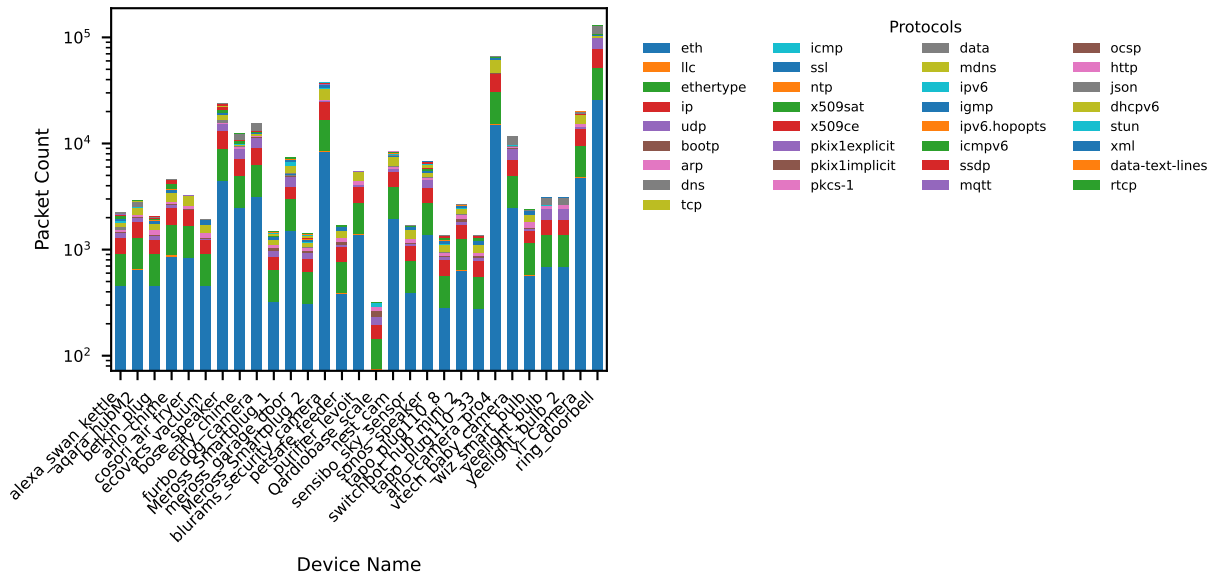 Packet Count
10^5
10^4
10^3
10^2
alexa_swan_kettle
aqara_hubM2
belkin_plug
arlo_chime
cosori_air_fryer
ecovacs_vacuum
bose_speaker
eufy_chime
furbo_dog_camera
Meross_Smartplug_1
meross_garage_door
Meross_Smartplug_2
blurams_security_camera
petsafe_feeder
purifier_levoit
Qardiobase_scale
nest_cam
sensibo_sky_sensor
sonos_speaker
tapo_plug110_8
switchbot_hub_mini_2
tapo_plug110_33
arlo_camera_pro4
vtech_baby_camera
wiz_smart_bulb
yeelight_bulb
yeelight_bulb_2
yi_Camera
ring_doorbell
Device Name
Protocols
eth
llc
ethertype
ip
udp
bootp
arp
dns
tcp
icmp
ssl
ntp
x509sat
x509ce
pkix1explicit
pkix1implicit
pkcs-1
data
mdns
ipv6
igmp
ipv6.hopopts
icmpv6
ssdp
mqtt
ocsp
http
json
dhcpv6
stun
xml
data-text-lines
rtcp